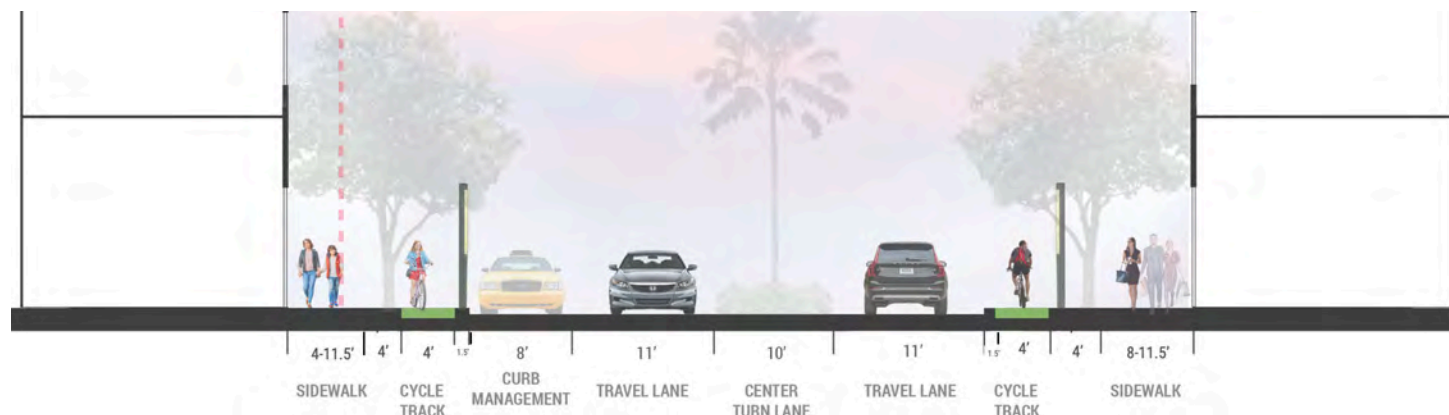 4-11.5' 4' 4' 1.5' 8' 11' 10' 11' 1.5' 4' 4' 8-11.5'
SIDEWALK CYCLE TRACK CURB MANAGEMENT TRAVEL LANE CENTER TURN LANE TRAVEL LANE CYCLE TRACK SIDEWALK